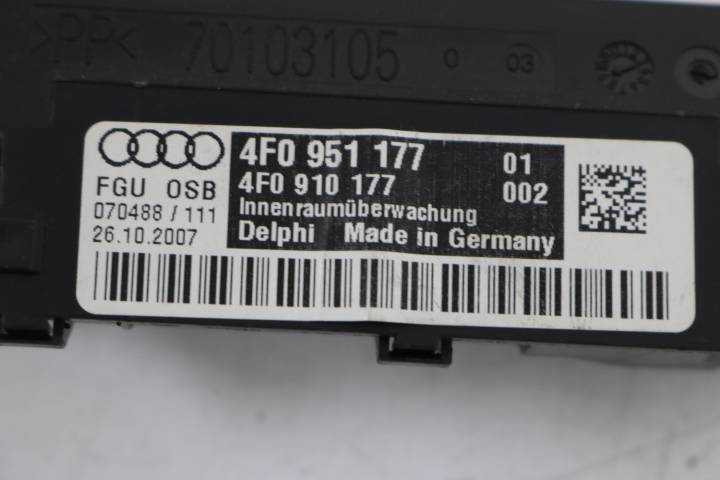 >PP< 70103105 0 03
4F0 951 177 01
4F0 910 177 002
Innenraumüberwachung
Delphi Made in Germany
FGU OSB
070488 / 111
26.10.2007